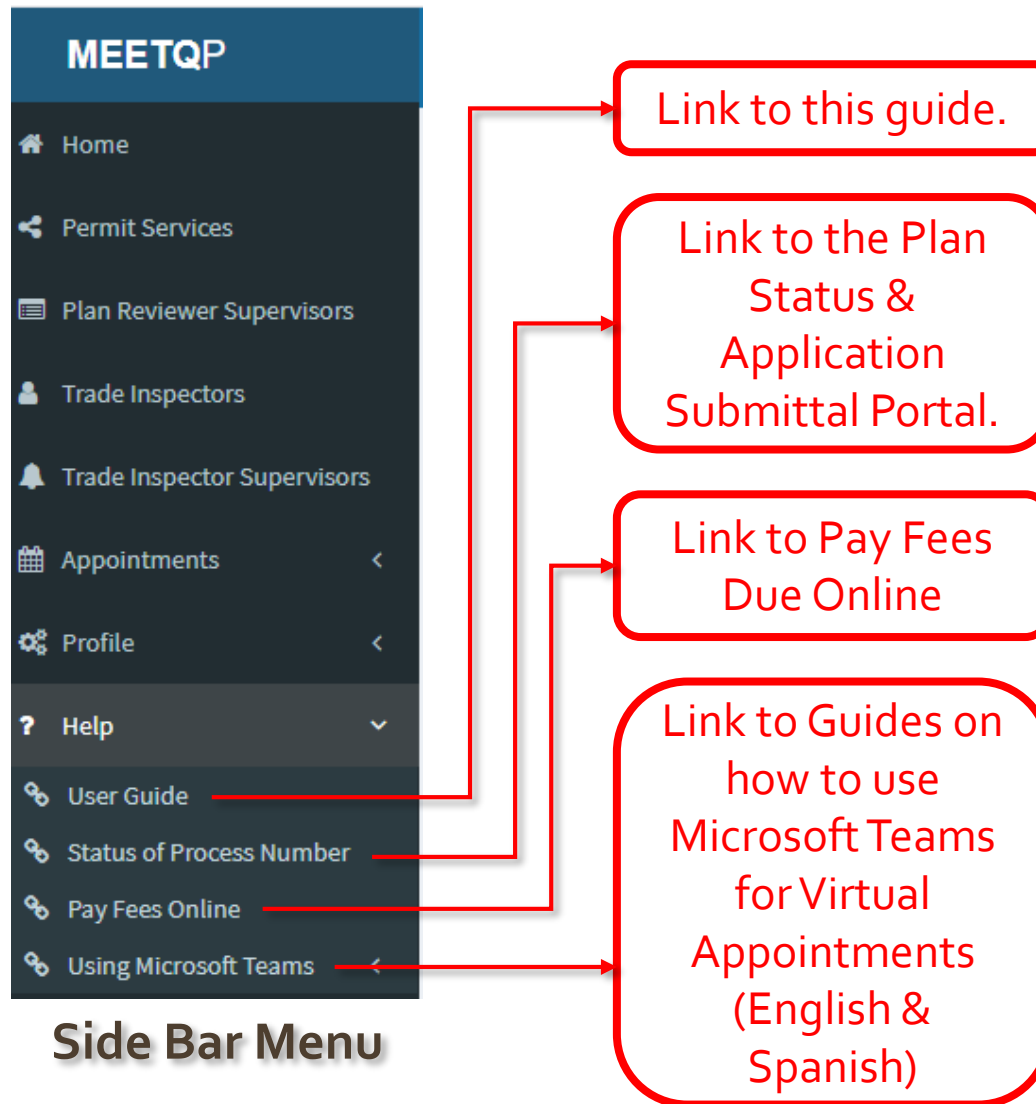 MEETQP
Home
Permit Services
Plan Reviewer Supervisors
Trade Inspectors
Trade Inspector Supervisors
Appointments
Profile
? Help
User Guide
Status of Process Number
Pay Fees Online
Using Microsoft Teams
Side Bar Menu
Link to this guide.
Link to the Plan
Status &
Application
Submittal Portal.
Link to Pay Fees
Due Online
Link to Guides on
how to use
Microsoft Teams
for Virtual
Appointments
(English &
Spanish)